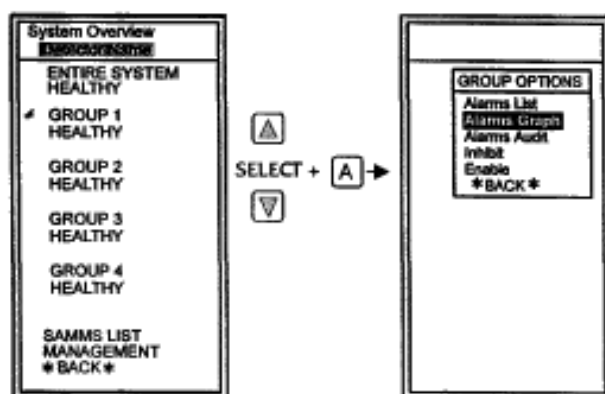 System Overview
DetectorName
ENTIRE SYSTEM
HEALTHY
GROUP 1
HEALTHY
GROUP 2
HEALTHY
GROUP 3
HEALTHY
GROUP 4
HEALTHY
SAMMS LIST
MANAGEMENT
*BACK*
SELECT + A
GROUP OPTIONS
Alarms List
Alarms Graph
Alarms Audit
Inhibit
Enable
*BACK*